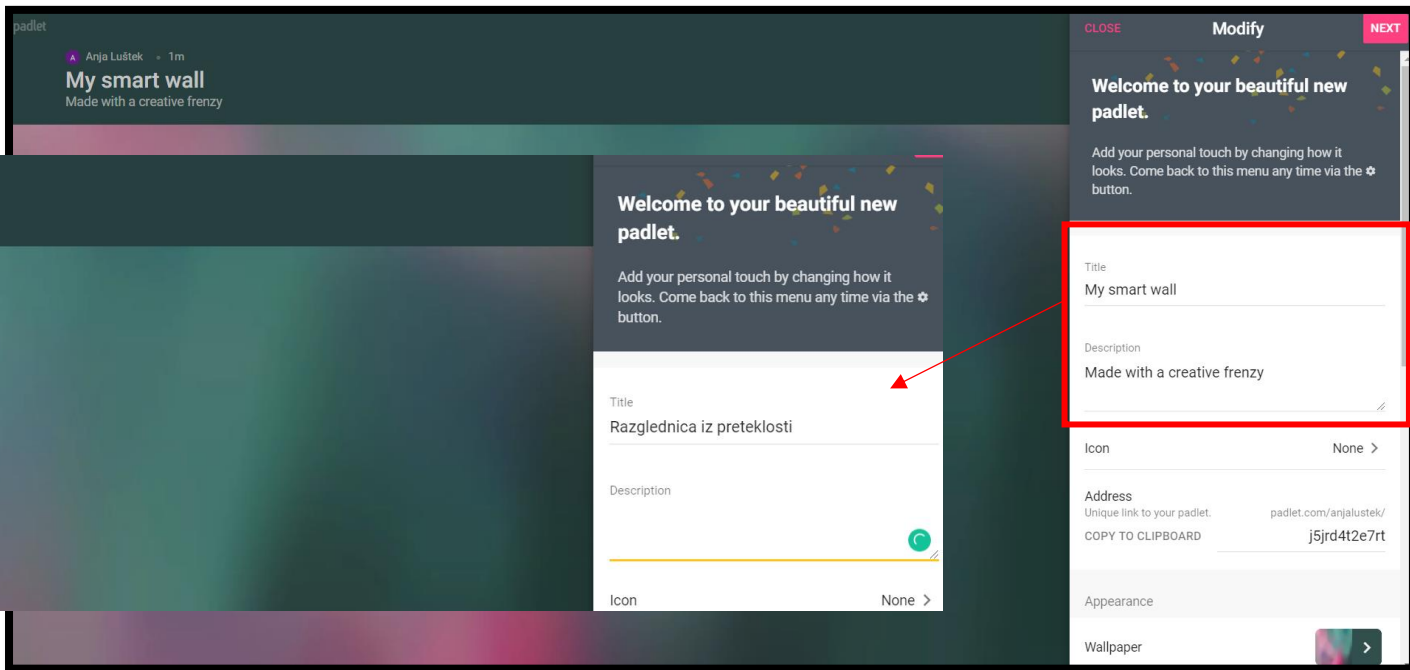 padlet
A Anja Luštek • 1m
My smart wall
Made with a creative frenzy
CLOSE Modify NEXT
Welcome to your beautiful new
padlet.
Add your personal touch by changing how it
looks. Come back to this menu any time via the
button.
Title
My smart wall
Description
Made with a creative frenzy
Icon None >
Address
Unique link to your padlet. padlet.com/anjalustek/
COPY TO CLIPBOARD j5jrd4t2e7rt
Appearance
Wallpaper
Welcome to your beautiful new
padlet.
Add your personal touch by changing how it
looks. Come back to this menu any time via the
button.
Title
Razglednica iz preteklosti
Description
Icon None >